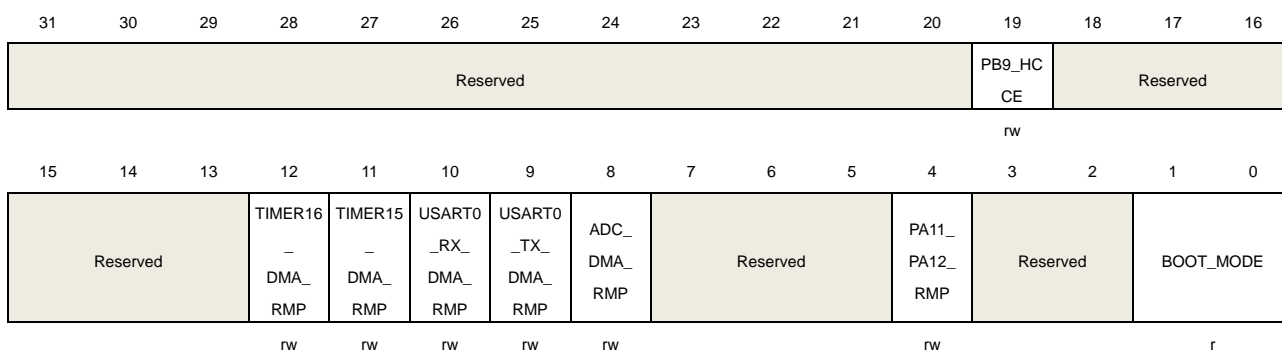 31 30 29 28 27 26 25 24 23 22 21 20 19 18 17 16
Reserved PB9_HC CE Reserved
rw
15 14 13 12 11 10 9 8 7 6 5 4 3 2 1 0
Reserved TIMER16 _ DMA_ RMP TIMER15 _ DMA_ RMP USART0 _RX_ DMA_ RMP USART0 _TX_ DMA_ RMP ADC_ DMA_ RMP Reserved PA11_ PA12_ RMP Reserved BOOT_MODE
rw rw rw rw rw rw r